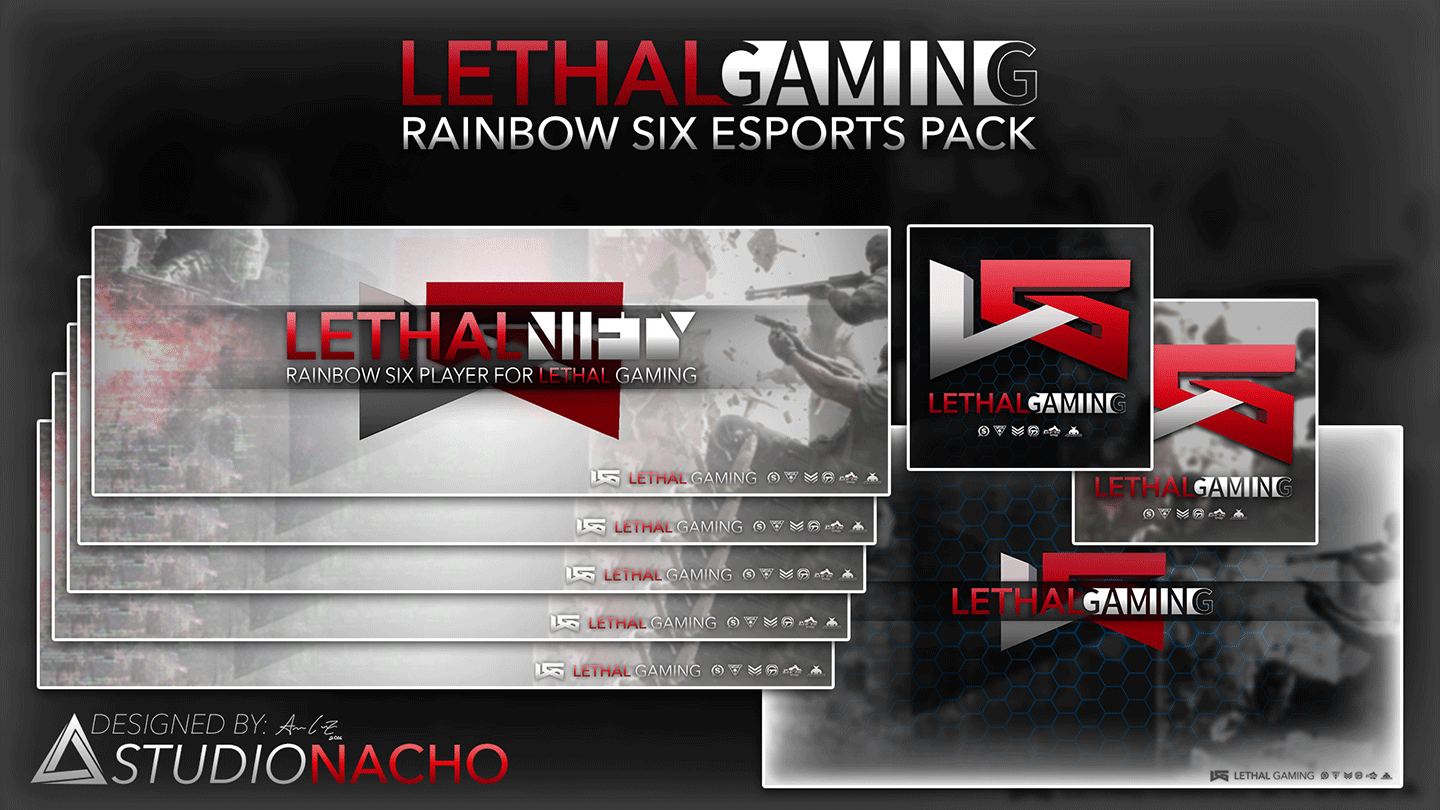 LETHALGAMING
RAINBOW SIX ESPORTS PACK
LETHALNIFTY
RAINBOW SIX PLAYER FOR LETHAL GAMING
LETHAL GAMING
LETHAL GAMING
LETHAL GAMING
LETHAL GAMING
LETHAL GAMING
LETHALGAMING
LETHALGAMING
LETHALGAMING
LETHAL GAMING
DESIGNED BY:
STUDIONACHO